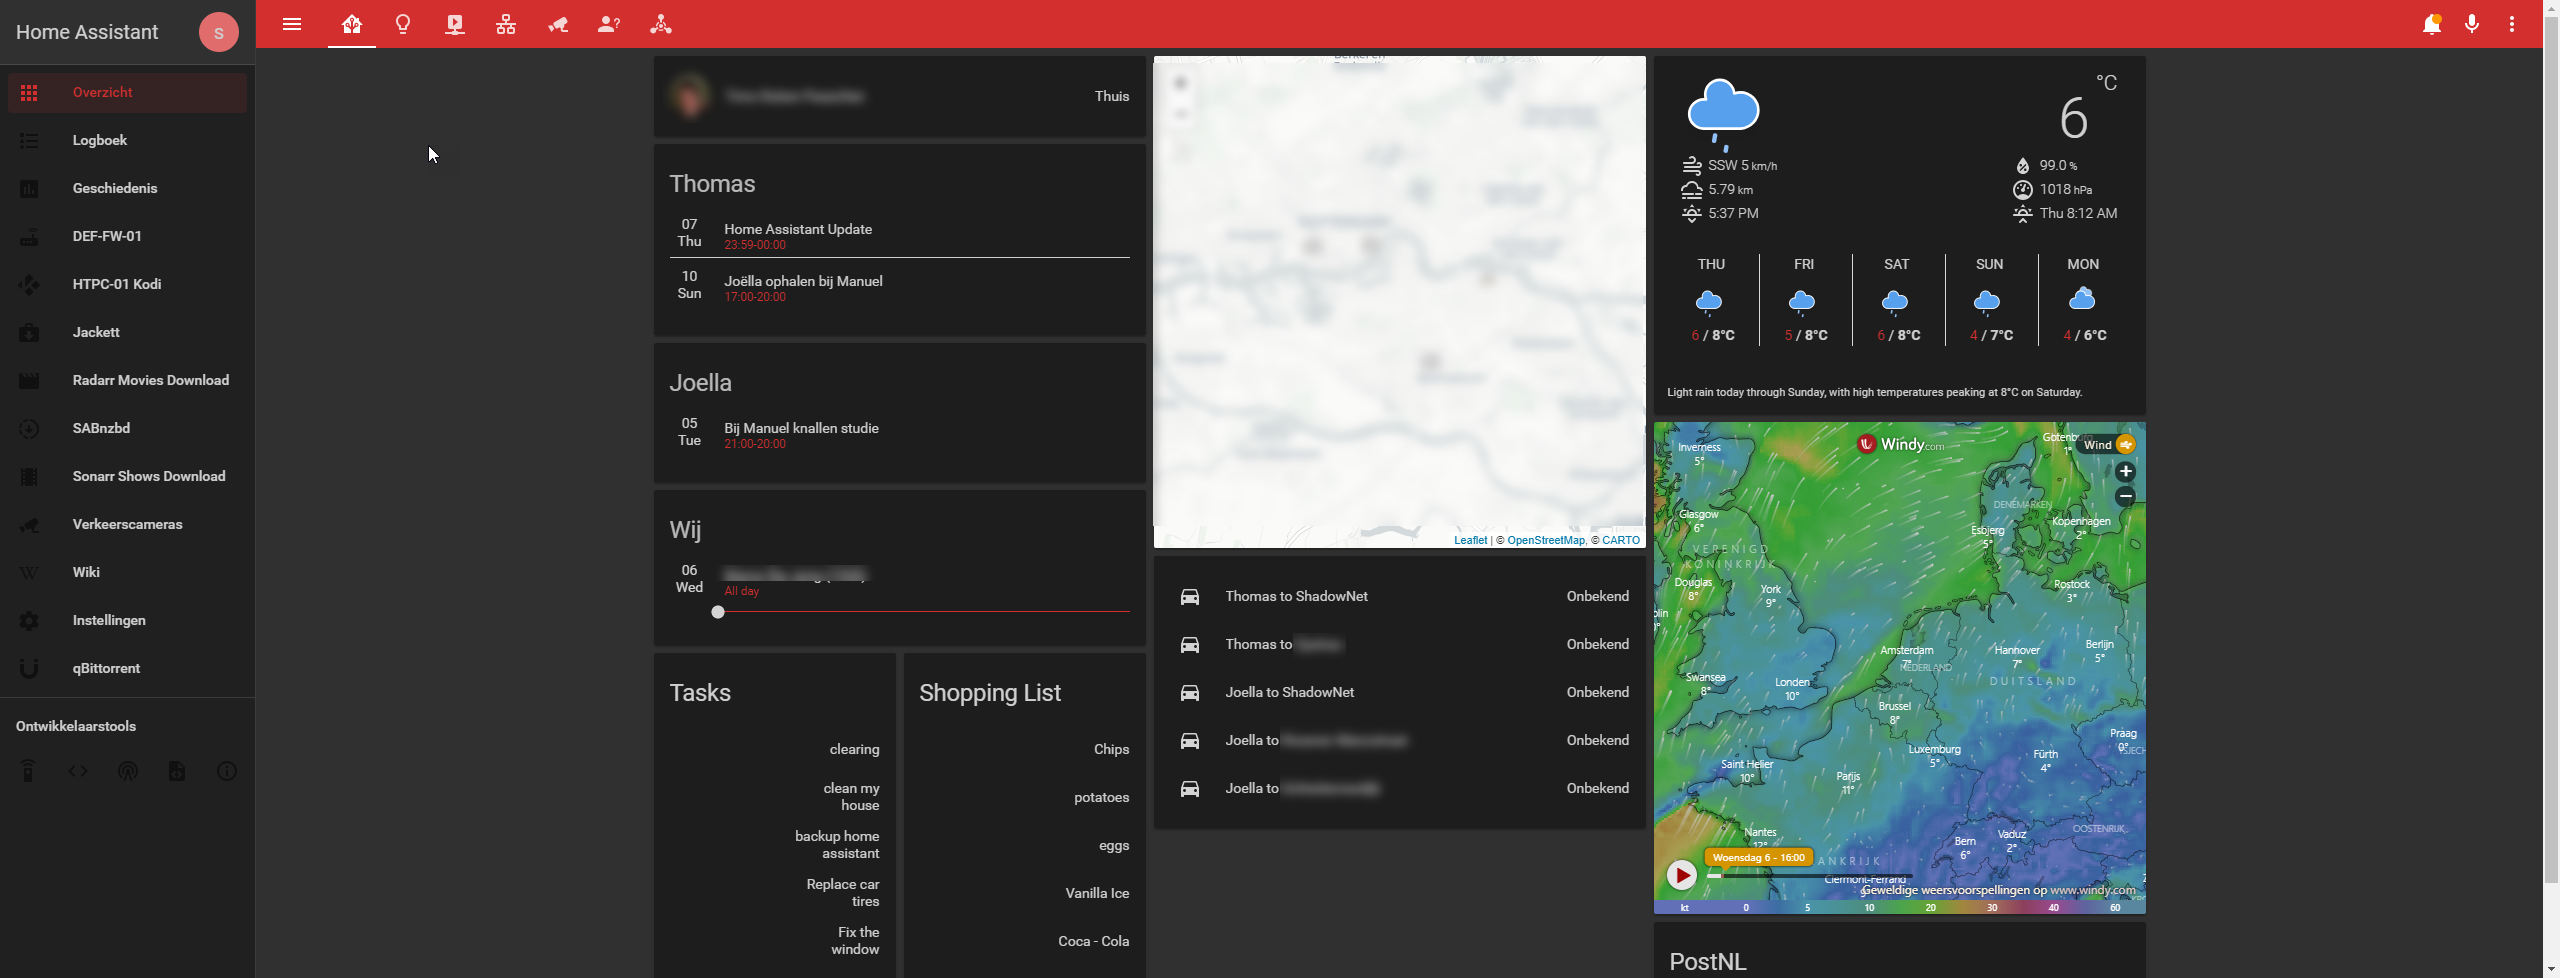 Home Assistant
S
Overzicht
Logboek
Geschiedenis
DEF-FW-01
HTPC-01 Kodi
Jackett
Radarr Movies Download
SABnzbd
Sonarr Shows Download
Verkeerscameras
Wiki
Instellingen
qBittorrent
Ontwikkelaarstools
Thuis
Thomas
07
Thu
Home Assistant Update
23:59-00:00
10
Sun
Joëlla ophalen bij Manuel
17:00-20:00
Joella
05
Tue
Bij Manuel knallen studie
21:00-20:00
Wij
06
Wed
All day
Tasks
clearing
clean my
house
backup home
assistant
Replace car
tires
Fix the
window
Shopping List
Chips
potatoes
eggs
Vanilla Ice
Coca - Cola
Leaflet | © OpenStreetMap, © CARTO
Thomas to ShadowNet Onbekend
Thomas to Onbekend
Joella to ShadowNet Onbekend
Joella to Onbekend
Joella to Onbekend
6 °C
SSW 5 km/h 99.0 %
5.79 km 1018 hPa
5:37 PM Thu 8:12 AM
THU FRI SAT SUN MON
6 / 8°C 5 / 8°C 6 / 8°C 4 / 7°C 4 / 6°C
Light rain today through Sunday, with high temperatures peaking at 8°C on Saturday.
Windy.com
Wind
Inverness
5°
1°
Glasgow
6°
DENEMARKEN
Kopenhagen
2°
Esbjerg
5°
VERENIGD
KONINKRIJK
Douglas
8°
York
9°
Rostock
3°
Amsterdam
7°
NEDERLAND
Hannover
7°
Berlijn
5°
DUITSLAND
Swansea
8°
Londen
10°
Brussel
8°
Luxemburg
5°
Praag
0°
Fürth
4°
Saint Helier
10°
Parijs
11°
Nantes
12°
Bern
6°
Vaduz
2°
OOSTENRIJK
Woensdag 6 - 16:00
ANKRIJK
Clermont-Ferrand
Geweldige weersvoorspellingen op www.windy.com
kt 0 5 10 20 30 40 60
PostNL